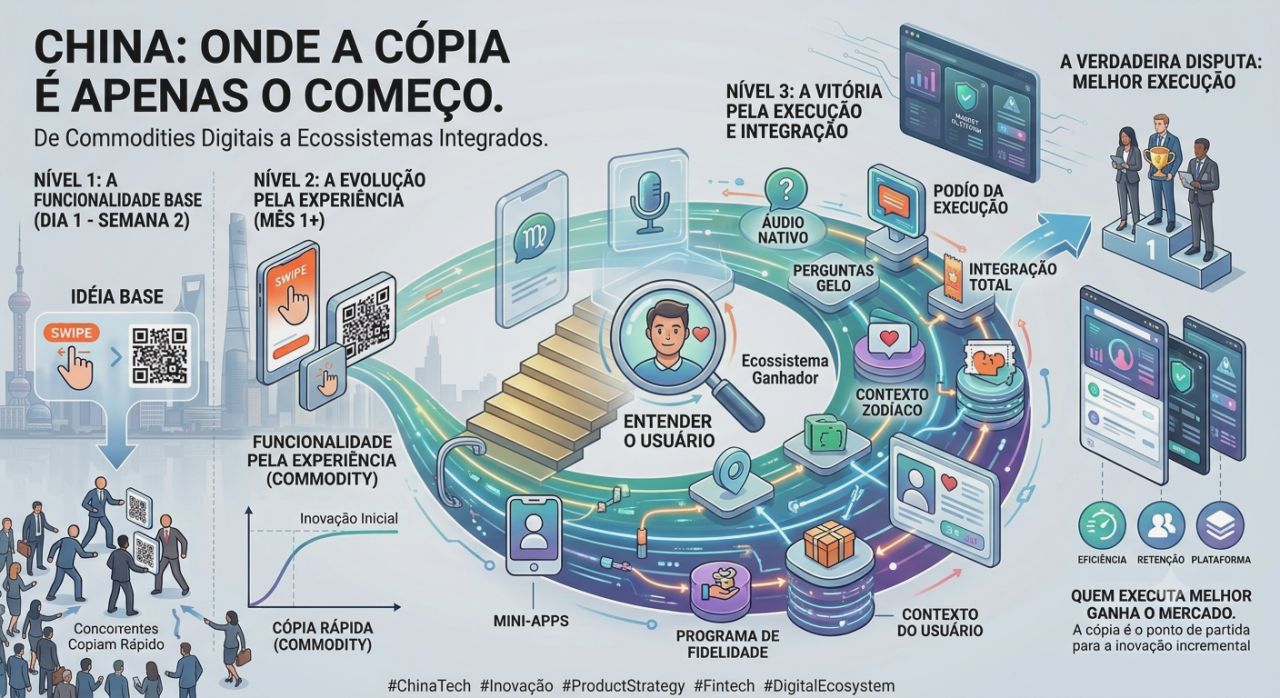 CHINA: ONDE A CÓPIA
É APENAS O COMEÇO.
De Commodities Digitais a Ecossistemas Integrados.
NÍVEL 1: A
FUNCIONALIDADE BASE
(DIA 1 - SEMANA 2)
IDÉIA BASE
SWIPE
Concorrentes
Copiam Rápido
NÍVEL 2: A EVOLUÇÃO
PELA EXPERIÊNCIA
(MÊS 1+)
SWIPE
FUNCIONALIDADE
PELA EXPERIÊNCIA
(COMMODITY)
Inovação Inicial
CÓPIA RÁPIDA
(COMMODITY)
NÍVEL 3: A VITÓRIA
PELA EXECUÇÃO
E INTEGRAÇÃO
?
ÁUDIO
NATIVO
PERGUNTAS
GELO
PODÍO DA
EXECUÇÃO
INTEGRAÇÃO
TOTAL
CONTEXTO
ZODÍACO
Ecossistema
Ganhador
ENTENDER
O USUÁRIO
MINI-APPS
PROGRAMA DE
FIDELIDADE
CONTEXTO
DO USUÁRIO
A VERDADEIRA DISPUTA:
MELHOR EXECUÇÃO
1
EFICIÊNCIA
RETENÇÃO
PLATAFORMA
QUEM EXECUTA MELHOR
GANHA O MERCADO.
A cópia é o ponto de partida
para a inovação incremental
#ChinaTech #Inovação #ProductStrategy #Fintech #DigitalEcosystem